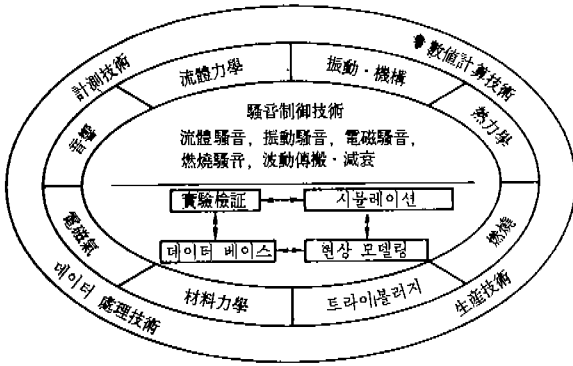 計測技術
數值計算技術
流體力學
振動·機構
音響
熱力學
騷音制御技術
流體騷音, 振動騷音, 電磁騷音,
燃燒騷音, 波動傳搬·減衰
實驗檢証
시뮬레이션
데이터 베이스
현상 모델링
電磁氣
燃燒
材料力學
트라이볼러지
데이터 處理技術
生産技術